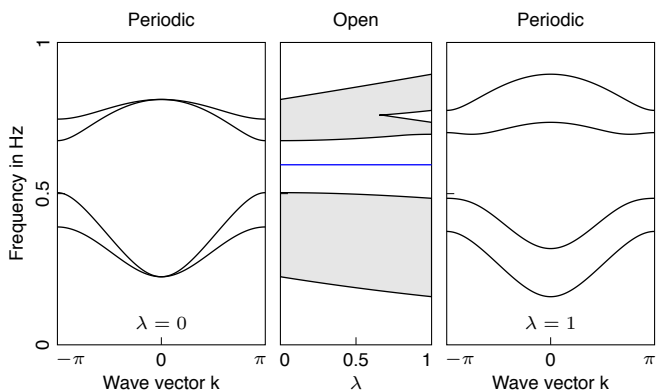 Periodic Open Periodic
1
0.5
0
Frequency in Hz
λ = 0
λ = 1
−π 0 π
0 0.5 1
−π 0 π
Wave vector k λ Wave vector k